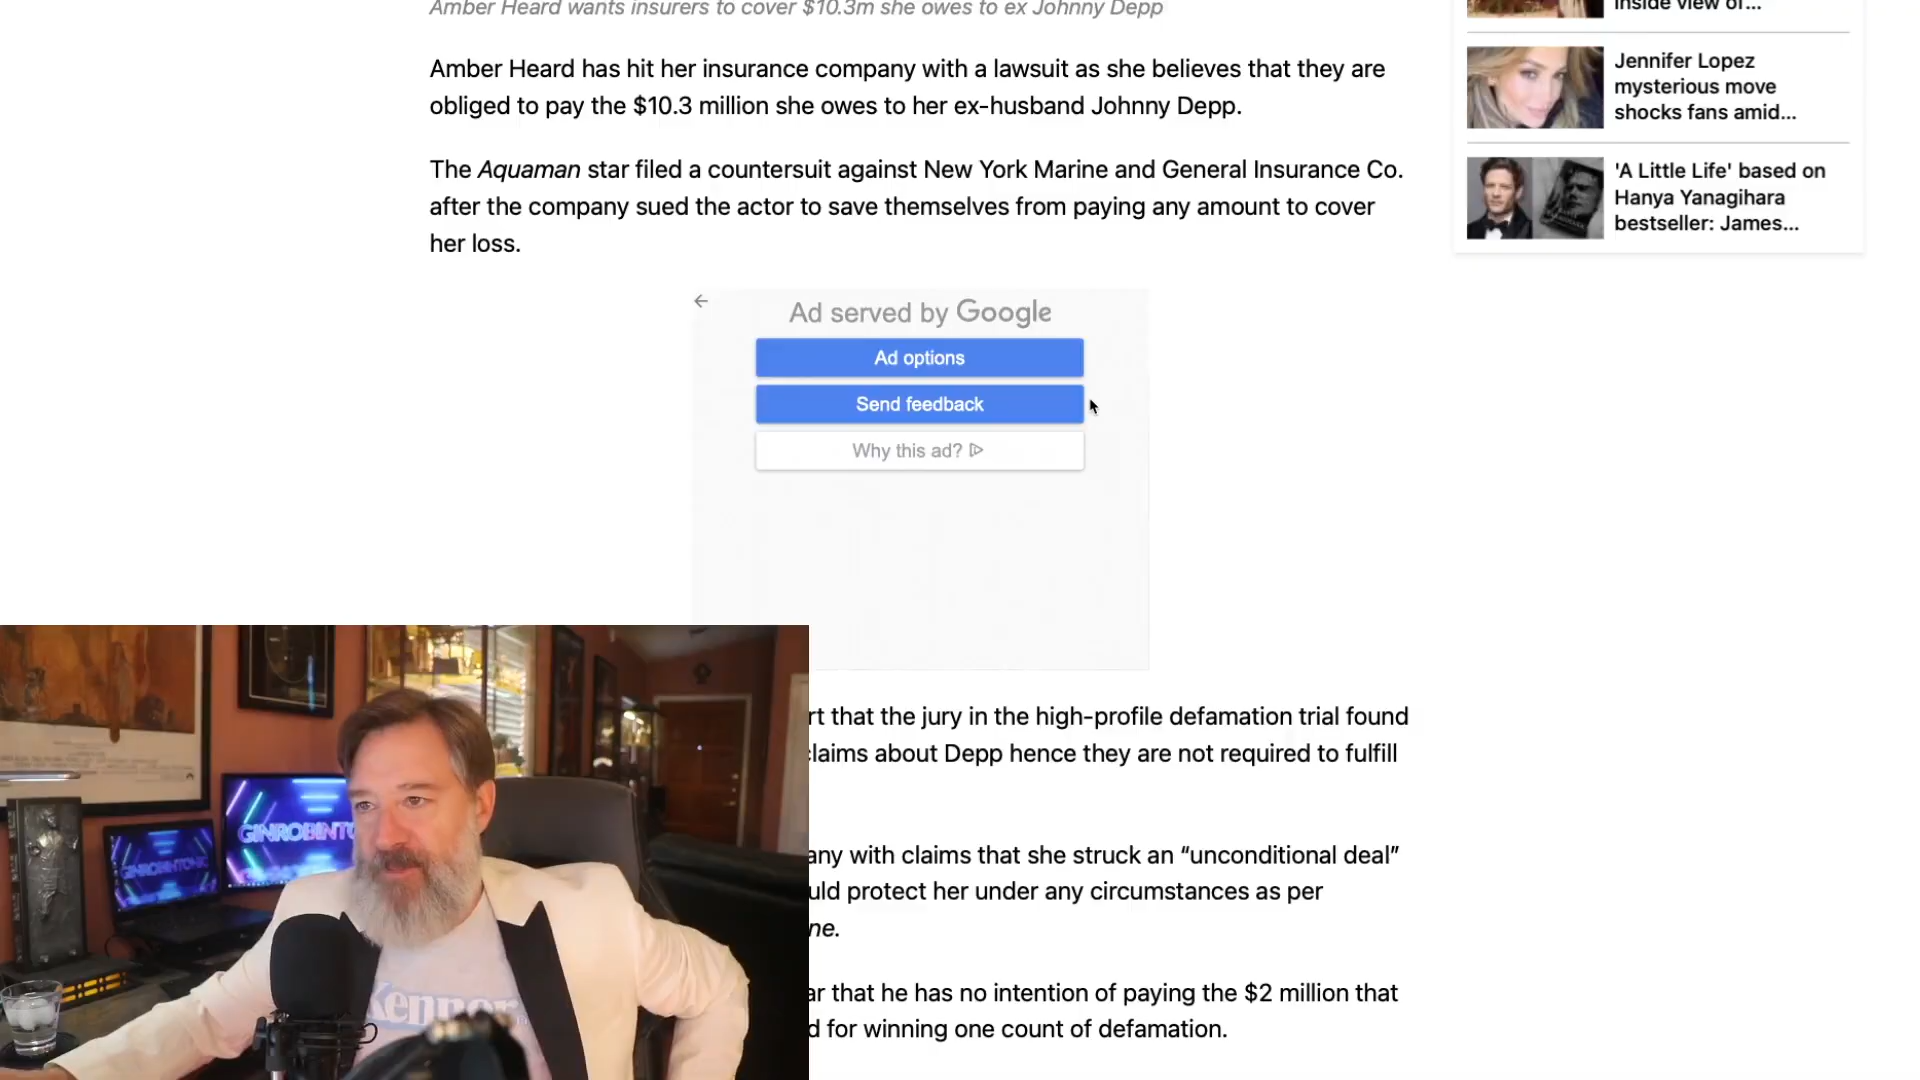 Amber Heard wants insurers to cover $10.3m she owes to ex Johnny Depp
Amber Heard has hit her insurance company with a lawsuit as she believes that they are
obliged to pay the $10.3 million she owes to her ex-husband Johnny Depp.
The Aquaman star filed a countersuit against New York Marine and General Insurance Co.
after the company sued the actor to save themselves from paying any amount to cover
her loss.
Ad served by Google
Ad options
Send feedback
Why this ad?
rt that the jury in the high-profile defamation trial found
claims about Depp hence they are not required to fulfill
any with claims that she struck an “unconditional deal”
uld protect her under any circumstances as per
ne.
ar that he has no intention of paying the $2 million that
d for winning one count of defamation.
inside view of...
Jennifer Lopez
mysterious move
shocks fans amid...
'A Little Life' based on
Hanya Yanagihara
bestseller: James...
GINROBINTONIC
GINROBINT
Kenner